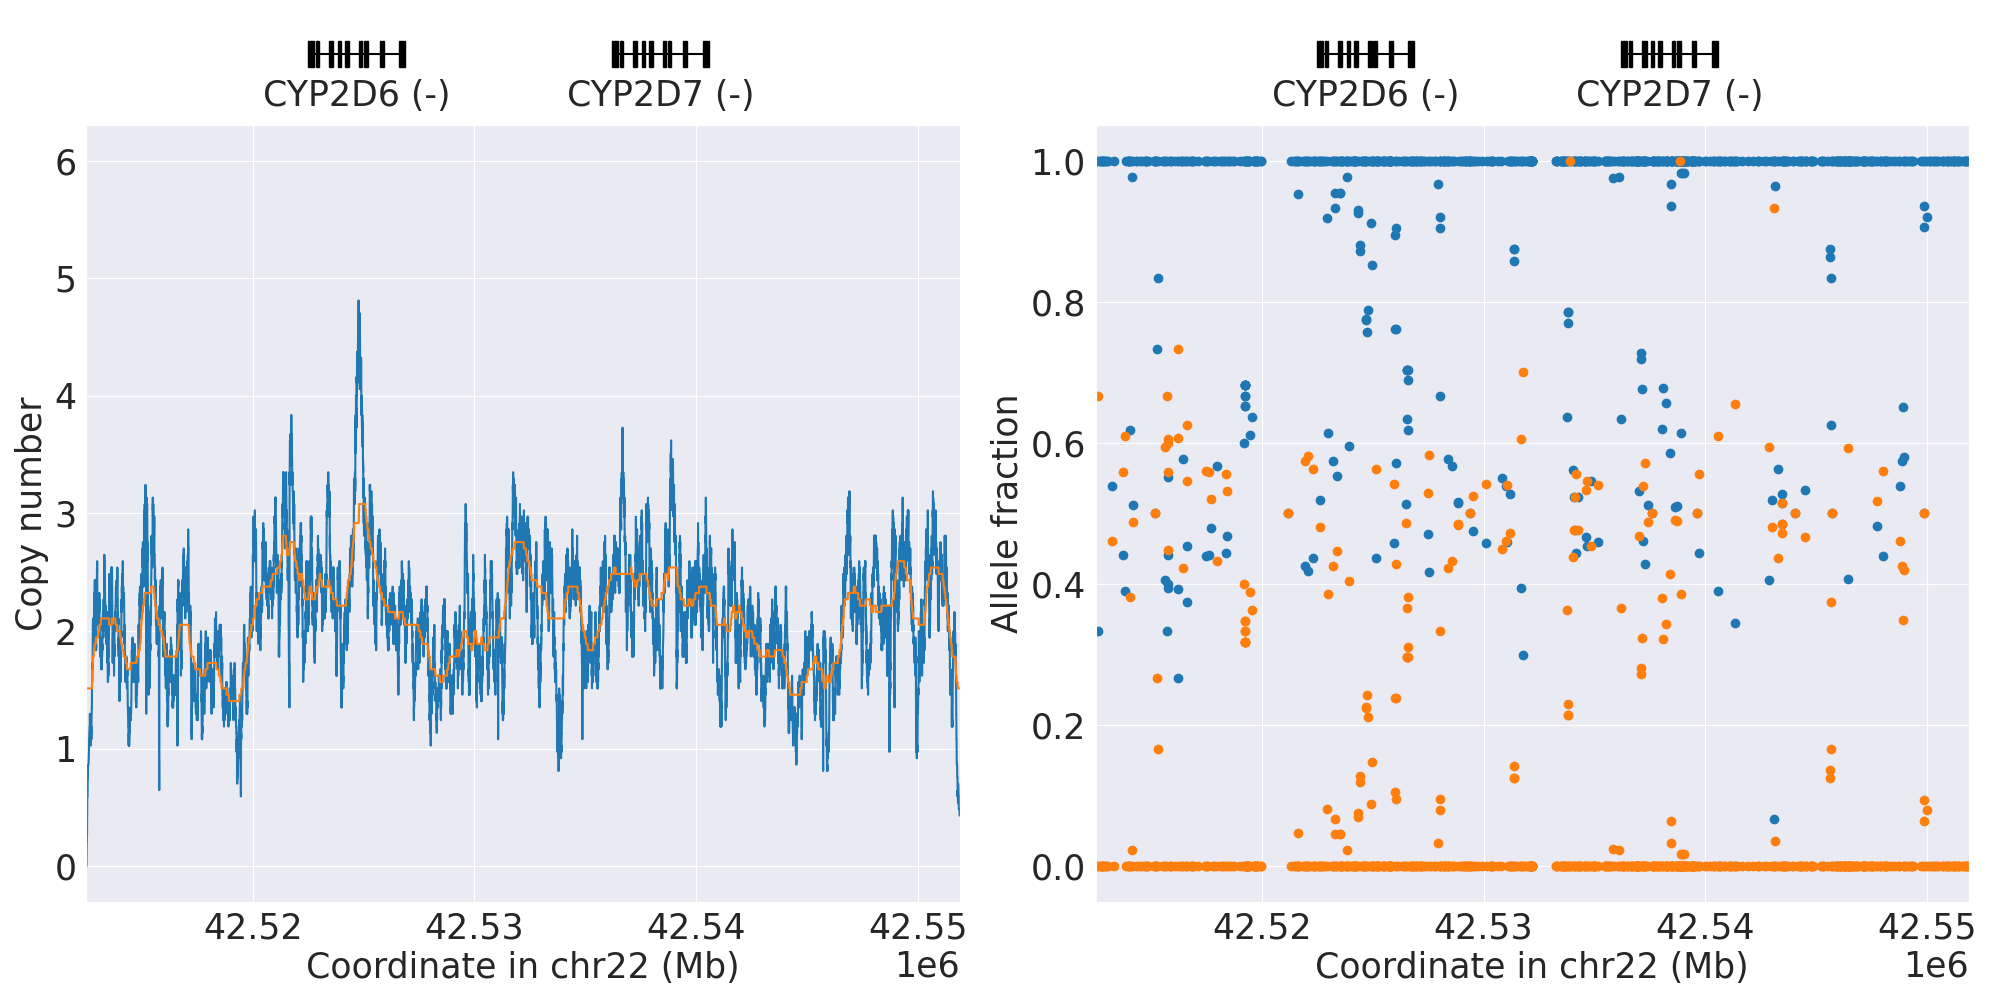 CYP2D6 (-) CYP2D7 (-)
6
5
4
3
2
1
0
Copy number
42.52 42.53 42.54 42.55
Coordinate in chr22 (Mb)
1e6
CYP2D6 (-) CYP2D7 (-)
1.0
0.8
0.6
0.4
0.2
0.0
Allele fraction
42.52 42.53 42.54 42.55
Coordinate in chr22 (Mb)
1e6